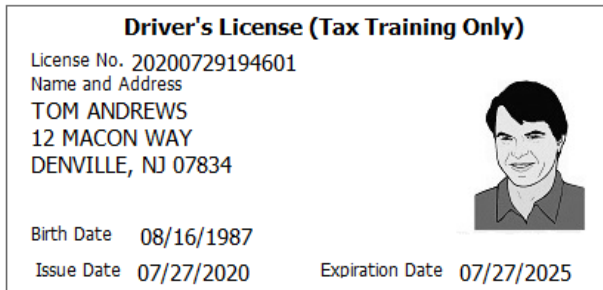 Driver's License (Tax Training Only)
License No. 20200729194601
Name and Address
TOM ANDREWS
12 MACON WAY
DENVILLE, NJ 07834
Birth Date 08/16/1987
Issue Date 07/27/2020 Expiration Date 07/27/2025